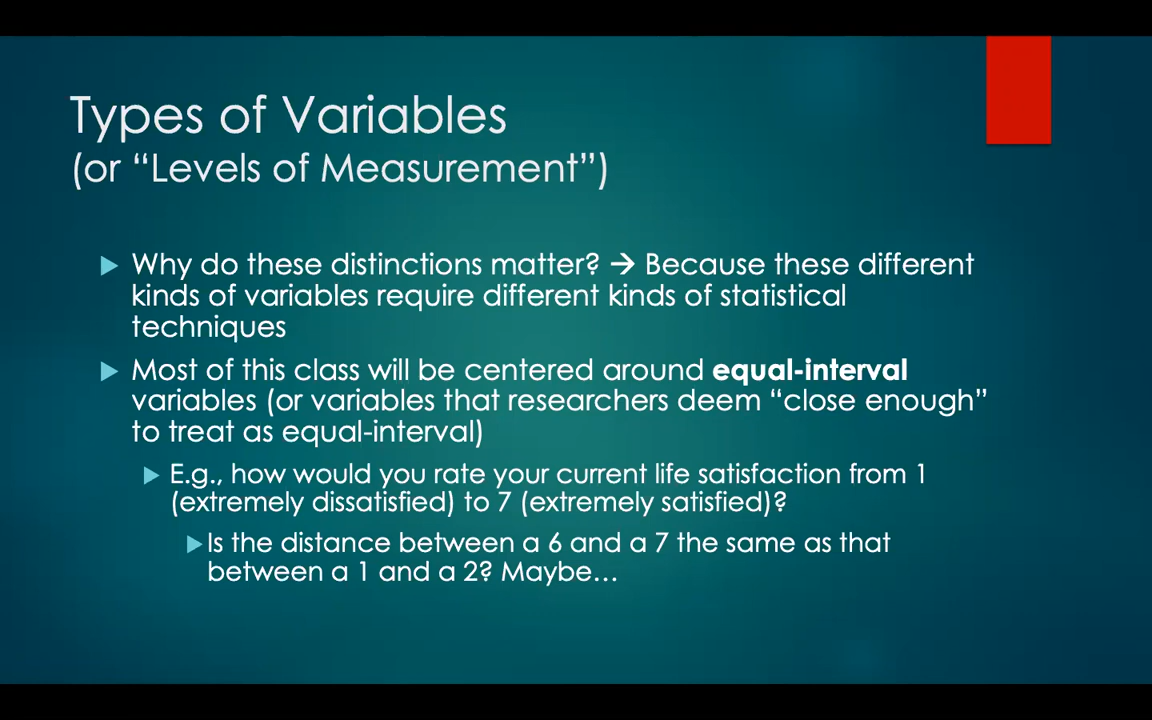 Types of Variables
(or “Levels of Measurement”)
Why do these distinctions matter? → Because these different
kinds of variables require different kinds of statistical
techniques
Most of this class will be centered around equal-interval
variables (or variables that researchers deem “close enough”
to treat as equal-interval)
E.g., how would you rate your current life satisfaction from 1
(extremely dissatisfied) to 7 (extremely satisfied)?
Is the distance between a 6 and a 7 the same as that
between a 1 and a 2? Maybe…